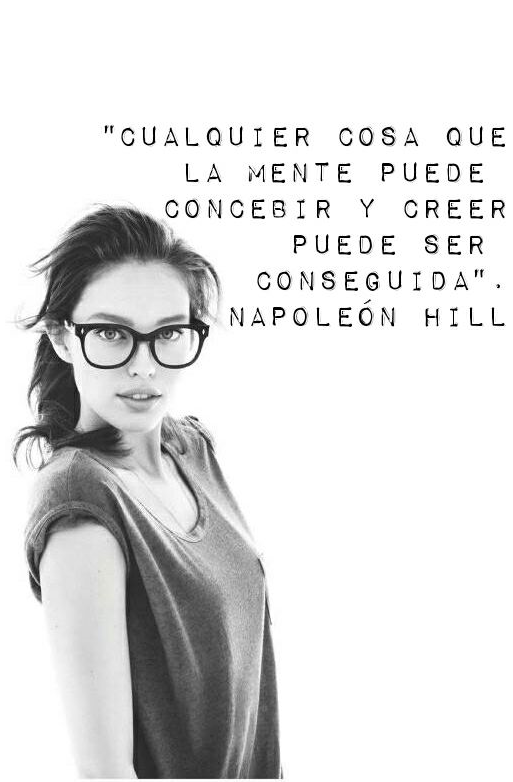 "CUALQUIER COSA QUE
LA MENTE PUEDE
CONCEBIR Y CREER
PUEDE SER
CONSEGUIDA".
NAPOLEÓN HILL